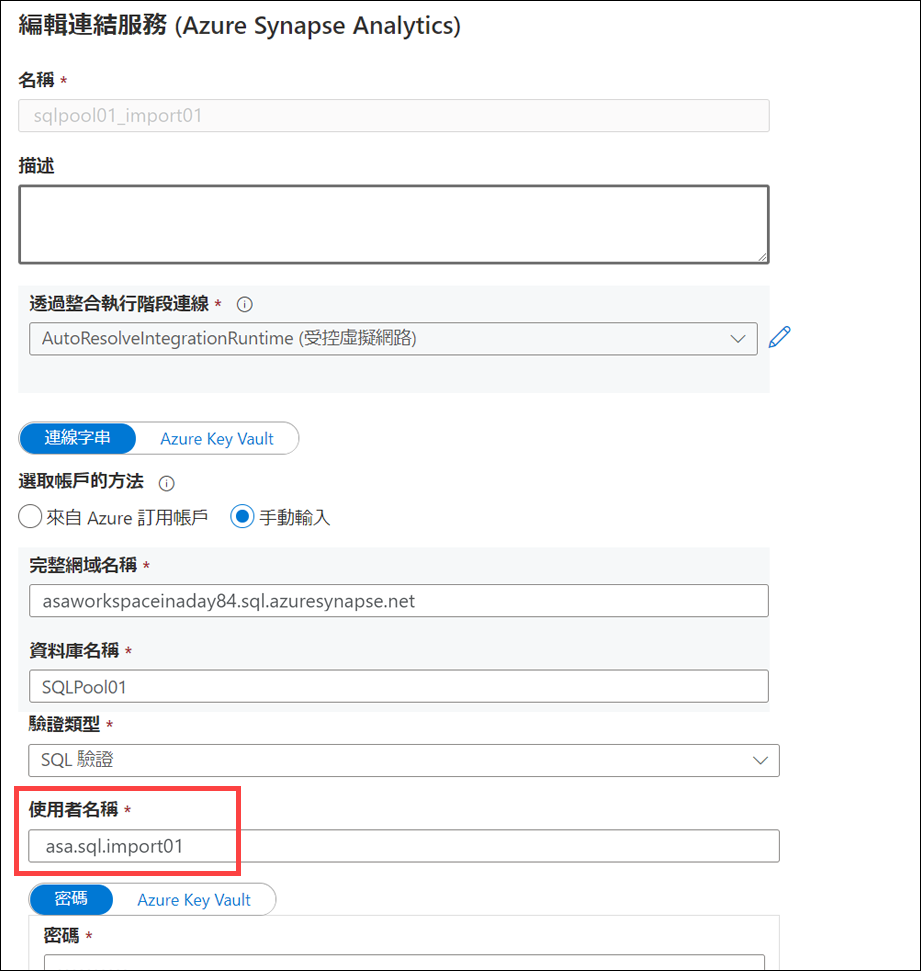 編輯連結服務 (Azure Synapse Analytics)
名稱 *
sqlpool01_import01
描述
透過整合執行階段連線 *
AutoResolveIntegrationRuntime (受控虛擬網路)
連線字串 Azure Key Vault
選取帳戶的方法
來自 Azure 訂用帳戶 手動輸入
完整網域名稱 *
asaworkspaceinaday84.sql.azuresynapse.net
資料庫名稱 *
SQLPool01
驗證類型 *
SQL 驗證
使用者名稱 *
asa.sql.import01
密碼 Azure Key Vault
密碼 *